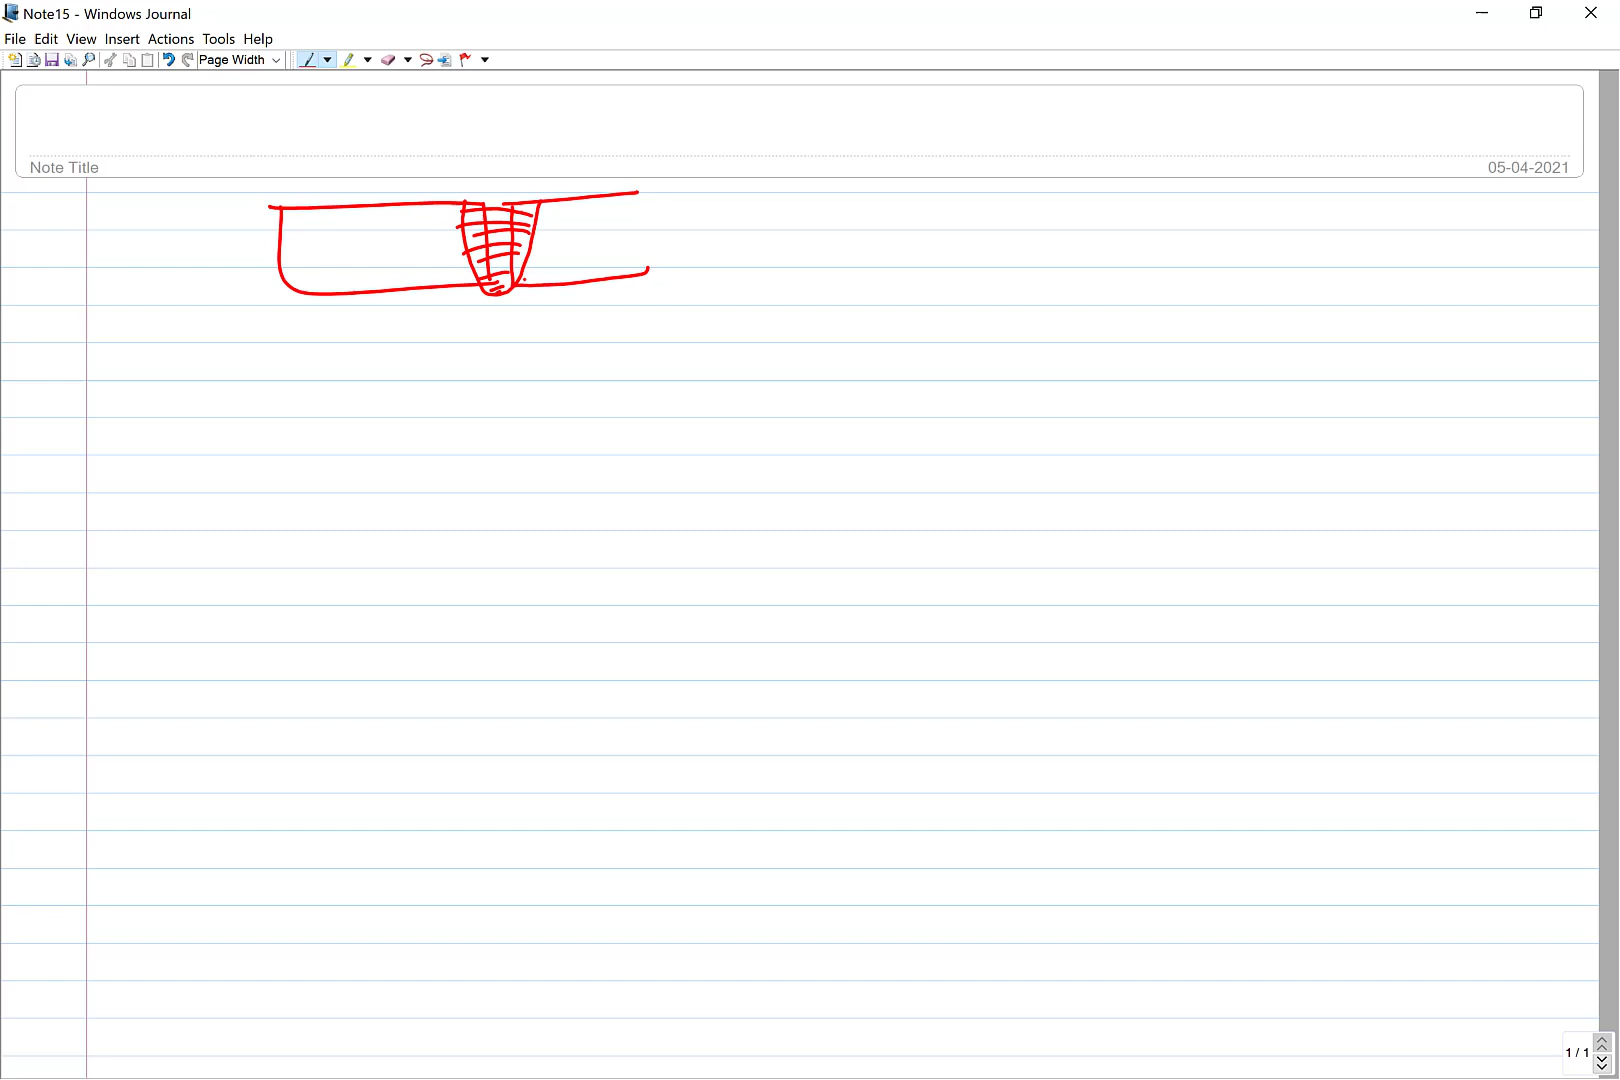 Note15 - Windows Journal
File Edit View Insert Actions Tools Help
Page Width
Note Title 05-04-2021
1 / 1